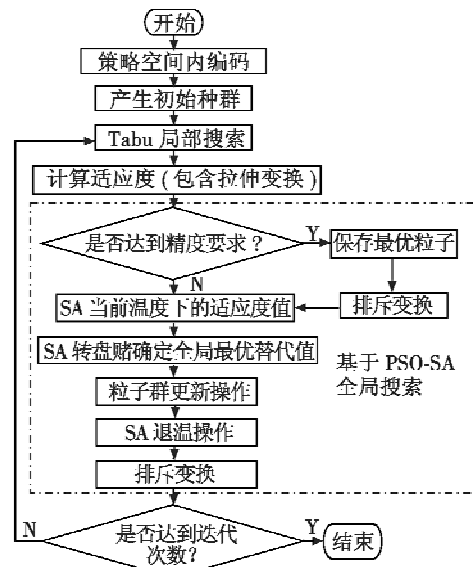 开始
策略空间内编码
产生初始种群
Tabu 局部搜索
计算适应度(包含拉伸变换)
是否达到精度要求?
Y
保存最优粒子
N
排斥变换
SA 当前温度下的适应度值
SA 转盘赌确定全局最优替代值
粒子群更新操作
SA 退温操作
排斥变换
基于 PSO-SA
全局搜索
N
是否达到迭代
次数?
Y
结束